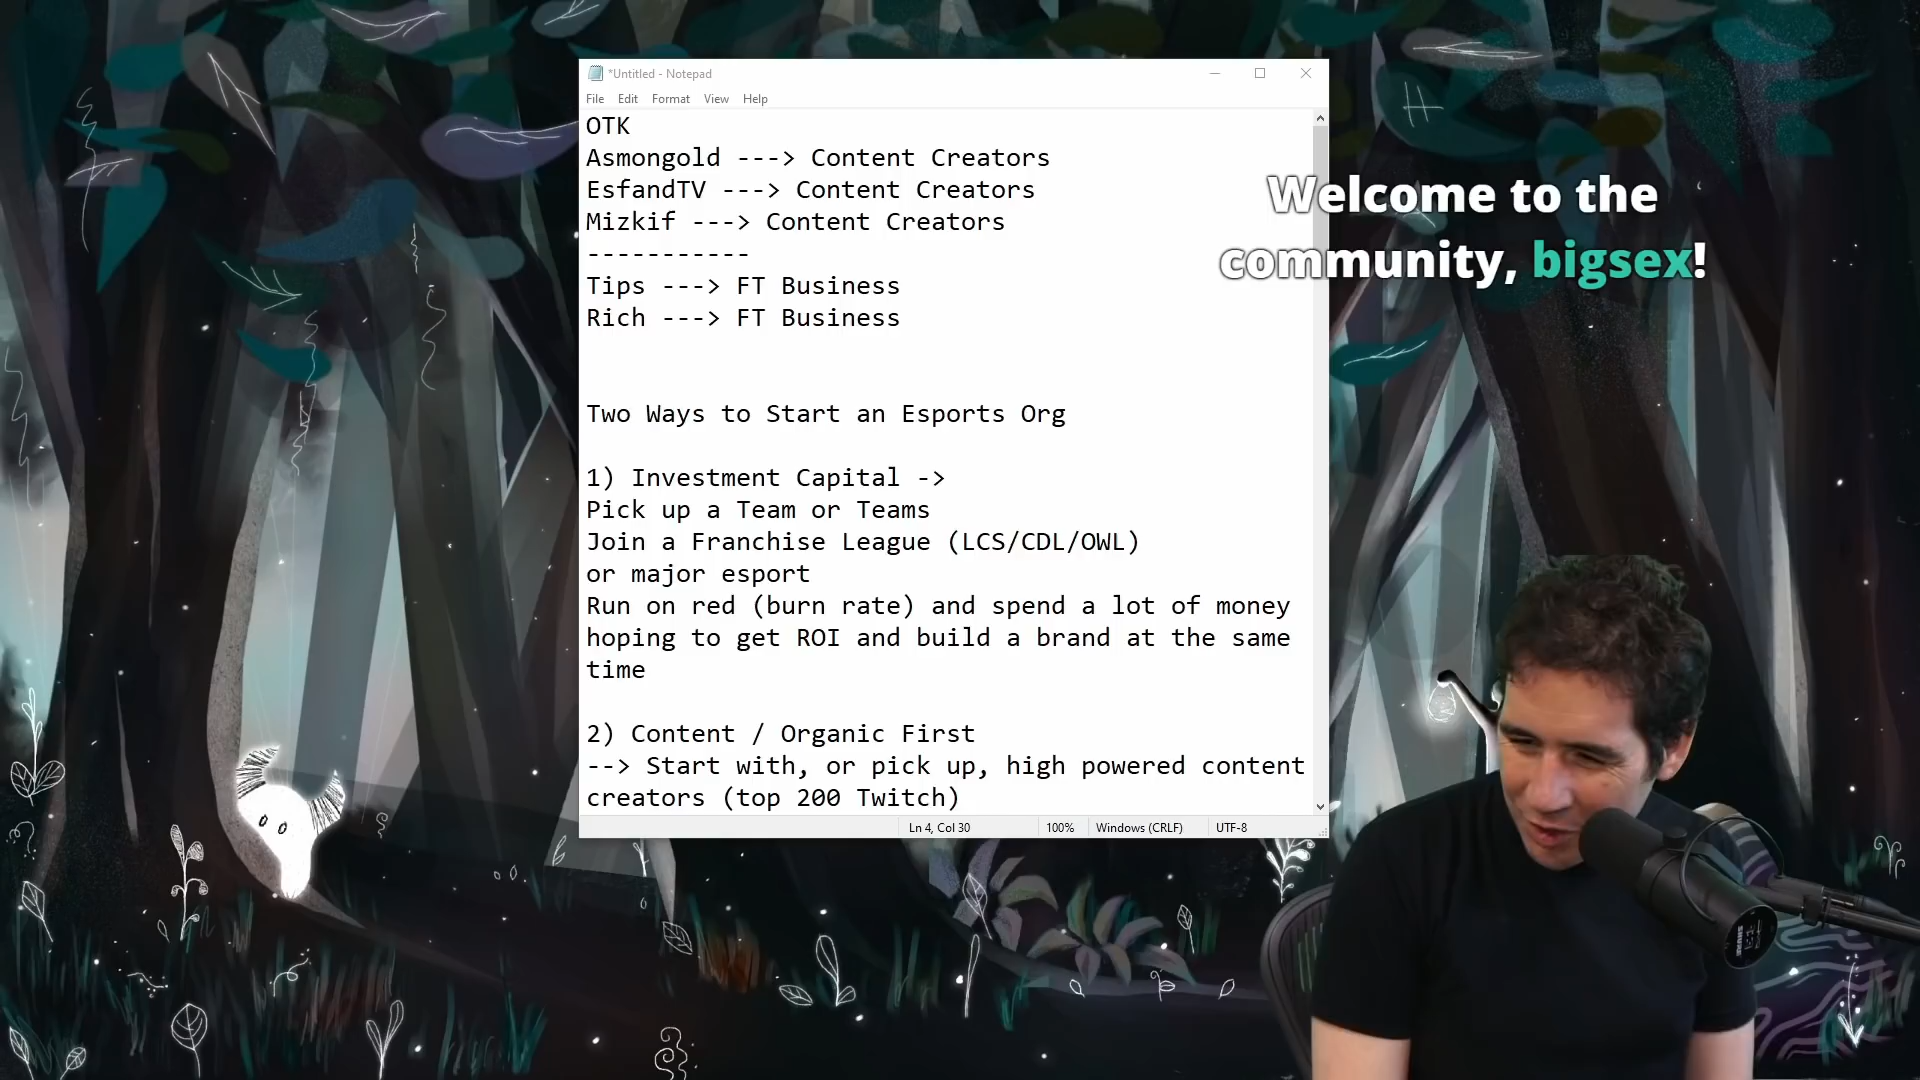 *Untitled - Notepad
File Edit Format View Help
OTK
Asmongold ---> Content Creators
EsfandTV ---> Content Creators
Mizkif ---> Content Creators
-----------
Tips ---> FT Business
Rich ---> FT Business
Two Ways to Start an Esports Org
1) Investment Capital ->
Pick up a Team or Teams
Join a Franchise League (LCS/CDL/OWL)
or major esport
Run on red (burn rate) and spend a lot of money
hoping to get ROI and build a brand at the same
time
2) Content / Organic First
--> Start with, or pick up, high powered content
creators (top 200 Twitch)
Ln 4, Col 30 100% Windows (CRLF) UTF-8
Welcome to the
community, bigsex!